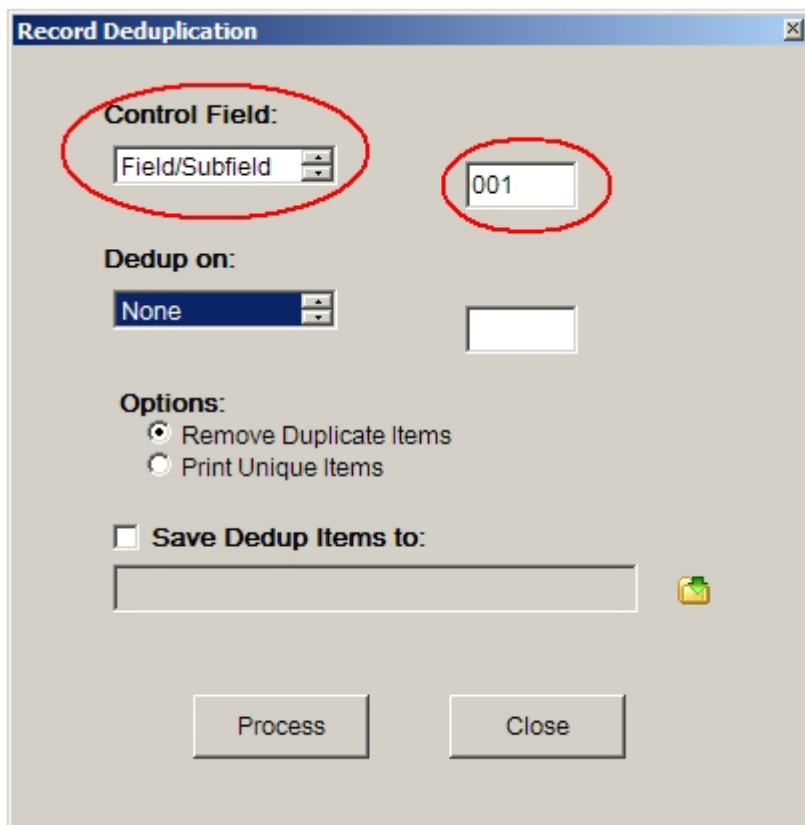 Record Deduplication
Control Field:
Field/Subfield
001
Dedup on:
None
Options:
Remove Duplicate Items
Print Unique Items
Save Dedup Items to:
Process
Close